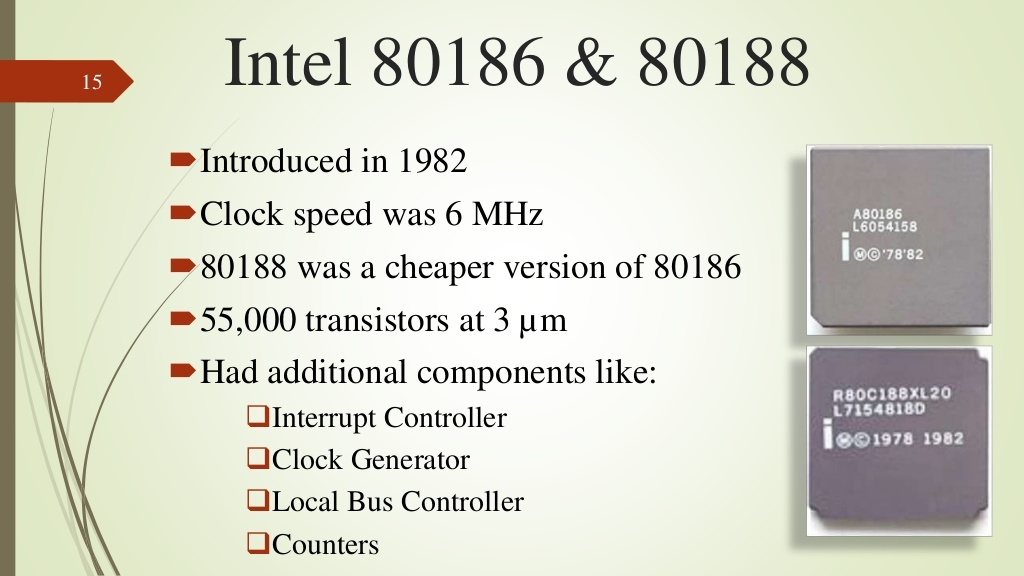 15
Intel 80186 & 80188
Introduced in 1982
Clock speed was 6 MHz
80188 was a cheaper version of 80186
55,000 transistors at 3 µm
Had additional components like:
Interrupt Controller
Clock Generator
Local Bus Controller
Counters
A80186
L6054158
i ⓂⒸ'78'82
R80C188XL20
L7154818D
i ⓂⒸ1978 1982